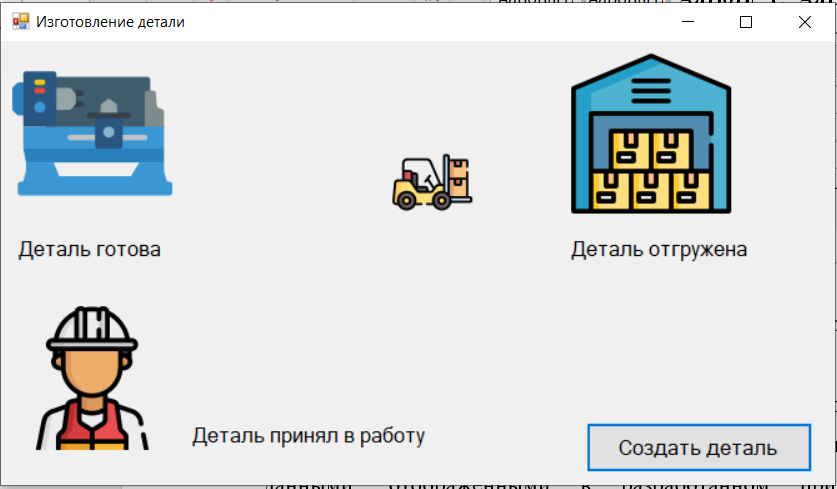 Изготовление детали
Деталь готова
Деталь отгружена
Деталь принял в работу
Создать деталь